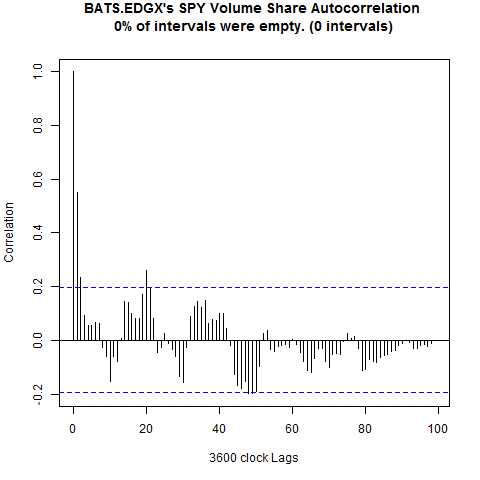 BATS.EDGX's SPY Volume Share Autocorrelation
0% of intervals were empty. (0 intervals)
Correlation
1.0
0.8
0.6
0.4
0.2
0.0
-0.2
0 20 40 60 80 100
3600 clock Lags